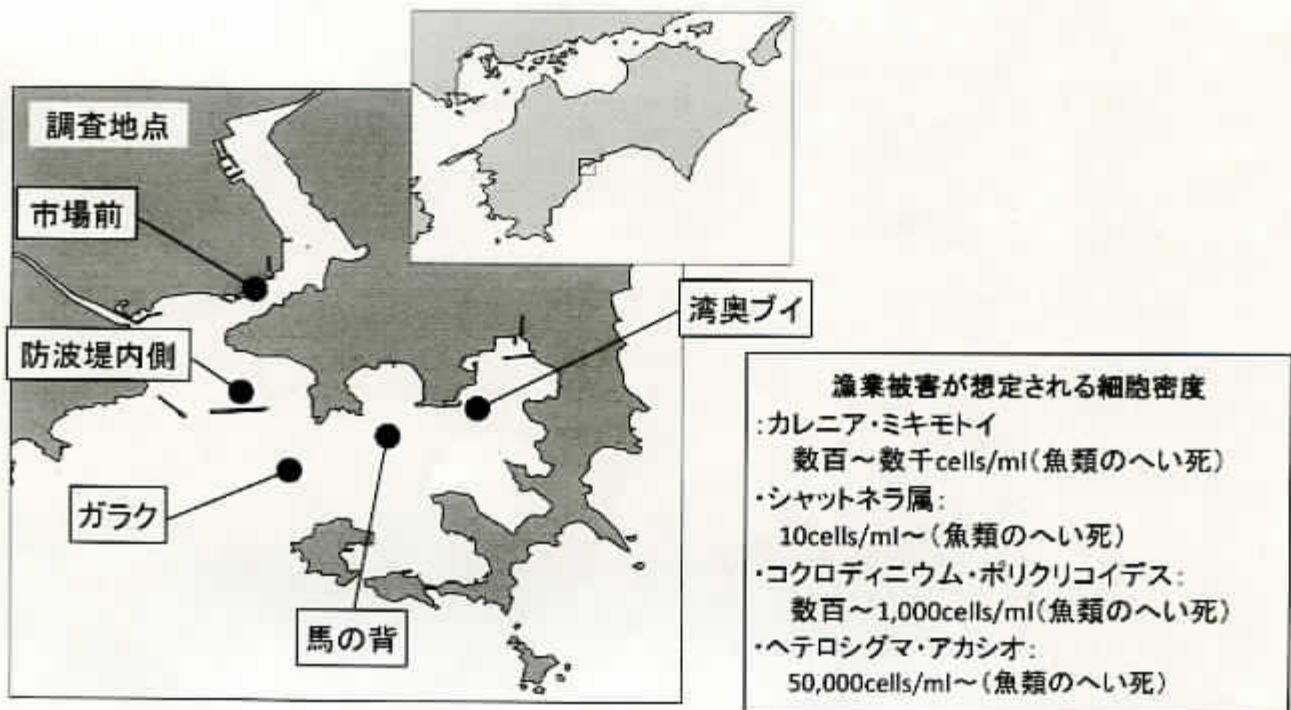 調査地点
市場前
湾奥ブイ
防波堤内側
ガラク
馬の背
漁業被害が想定される細胞密度
:カレニア・ミキモトイ
数百～数千cells/ml(魚類のへい死)
・シャットネラ属:
10cells/ml～(魚類のへい死)
・コクロディニウム・ポリクリコイデス:
数百～1,000cells/ml(魚類のへい死)
・ヘテロシグマ・アカシオ:
50,000cells/ml～(魚類のへい死)